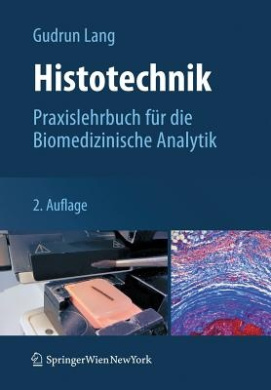 Gudrun Lang
Histotechnik
Praxislehrbuch für die
Biomedizinische Analytik
2. Auflage
SpringerWienNewYork